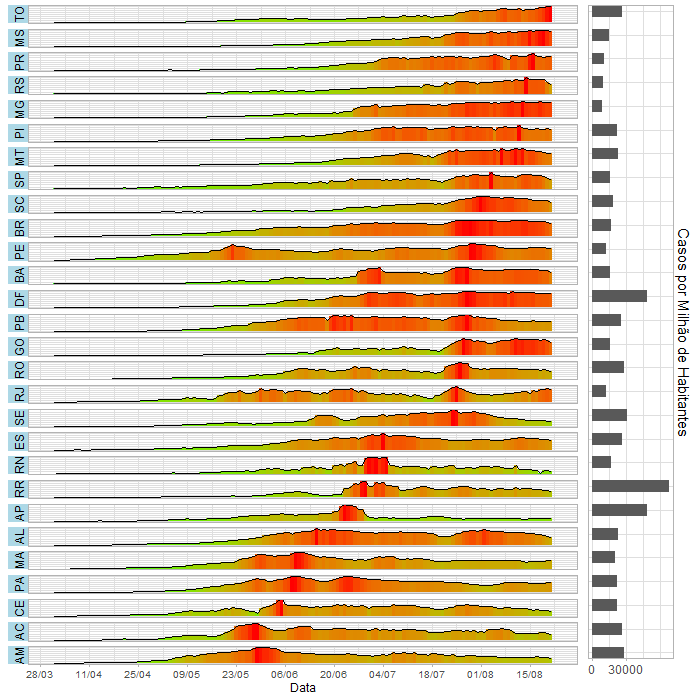 TO
MS
PR
RS
MG
PI
MT
SP
SC
BR
PE
BA
DF
PB
GO
RO
RJ
SE
ES
RN
RR
AP
AL
MA
PA
CE
AC
AM
28/03 11/04 25/04 09/05 23/05 06/06 20/06 04/07 18/07 01/08 15/08
Data
0 30000
Casos por Milhão de Habitantes